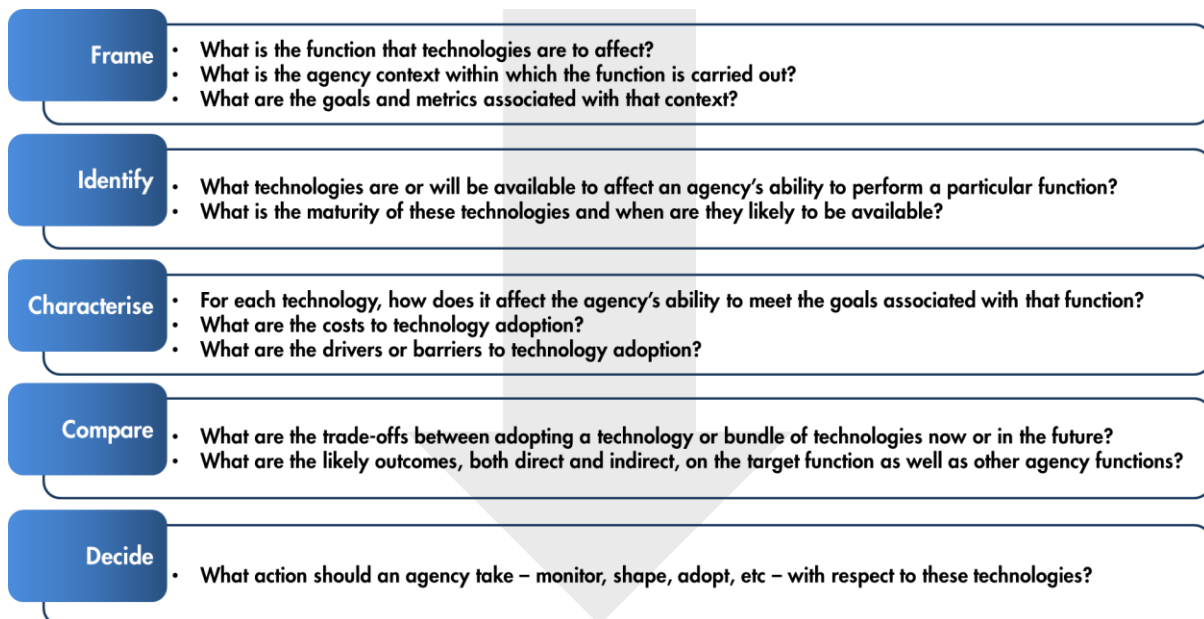 Frame
• What is the function that technologies are to affect?
• What is the agency context within which the function is carried out?
• What are the goals and metrics associated with that context?
Identify
• What technologies are or will be available to affect an agency's ability to perform a particular function?
• What is the maturity of these technologies and when are they likely to be available?
Characterise
• For each technology, how does it affect the agency's ability to meet the goals associated with that function?
• What are the costs to technology adoption?
• What are the drivers or barriers to technology adoption?
Compare
• What are the trade-offs between adopting a technology or bundle of technologies now or in the future?
• What are the likely outcomes, both direct and indirect, on the target function as well as other agency functions?
Decide
• What action should an agency take – monitor, shape, adopt, etc – with respect to these technologies?